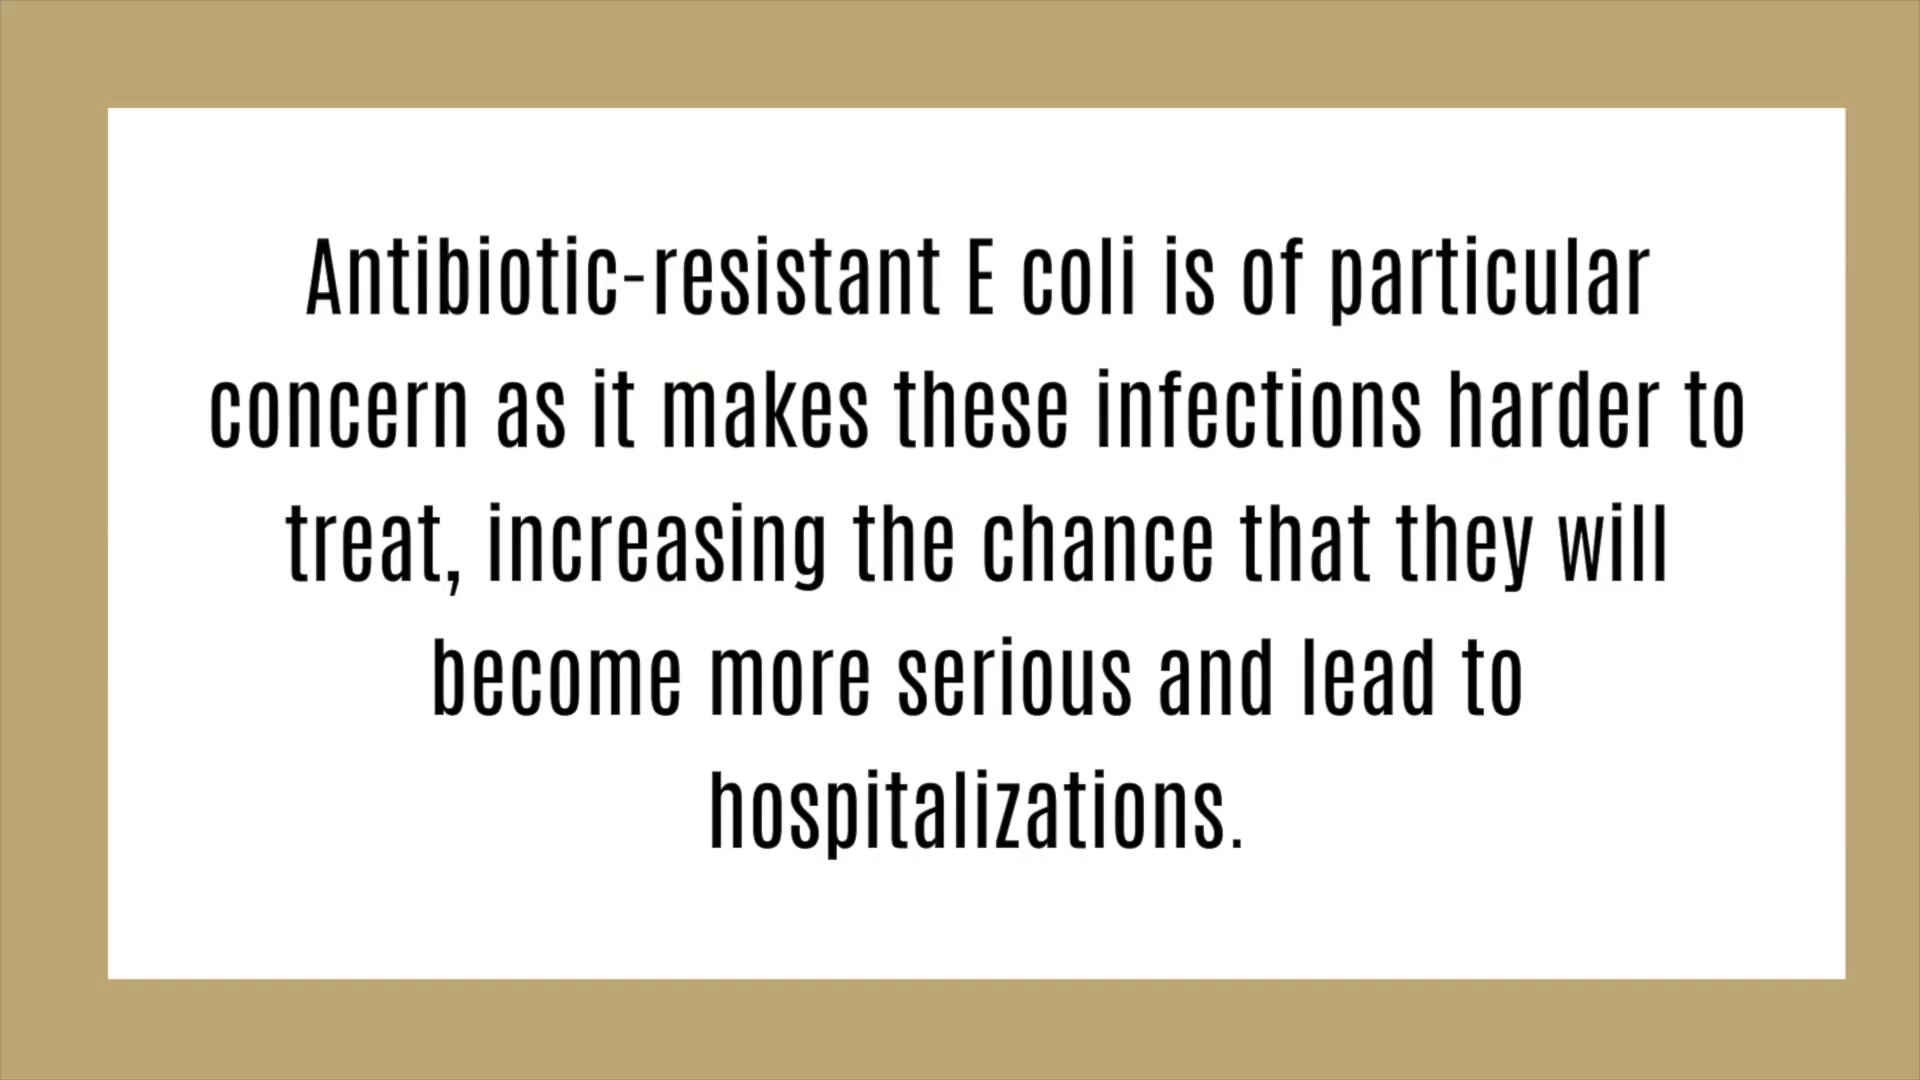 Antibiotic-resistant E coli is of particular
concern as it makes these infections harder to
treat, increasing the chance that they will
become more serious and lead to
hospitalizations.